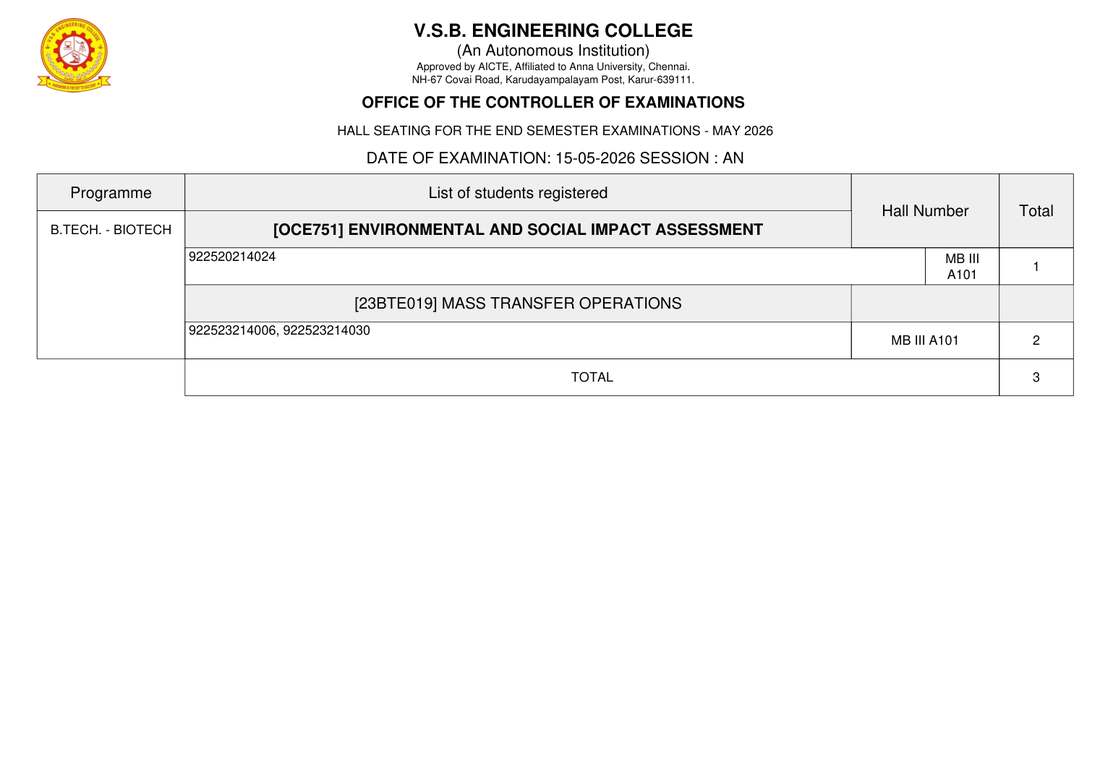 V.S.B. ENGINEERING COLLEGE
(An Autonomous Institution)
Approved by AICTE, Affiliated to Anna University, Chennai.
NH-67 Covai Road, Karudayampalayam Post, Karur-639111.
OFFICE OF THE CONTROLLER OF EXAMINATIONS
HALL SEATING FOR THE END SEMESTER EXAMINATIONS - MAY 2026
DATE OF EXAMINATION: 15-05-2026 SESSION : AN
Programme List of students registered Hall Number Total
B.TECH. - BIOTECH [OCE751] ENVIRONMENTAL AND SOCIAL IMPACT ASSESSMENT
922520214024 MB III A101 1
[23BTE019] MASS TRANSFER OPERATIONS
922523214006, 922523214030 MB III A101 2
TOTAL 3